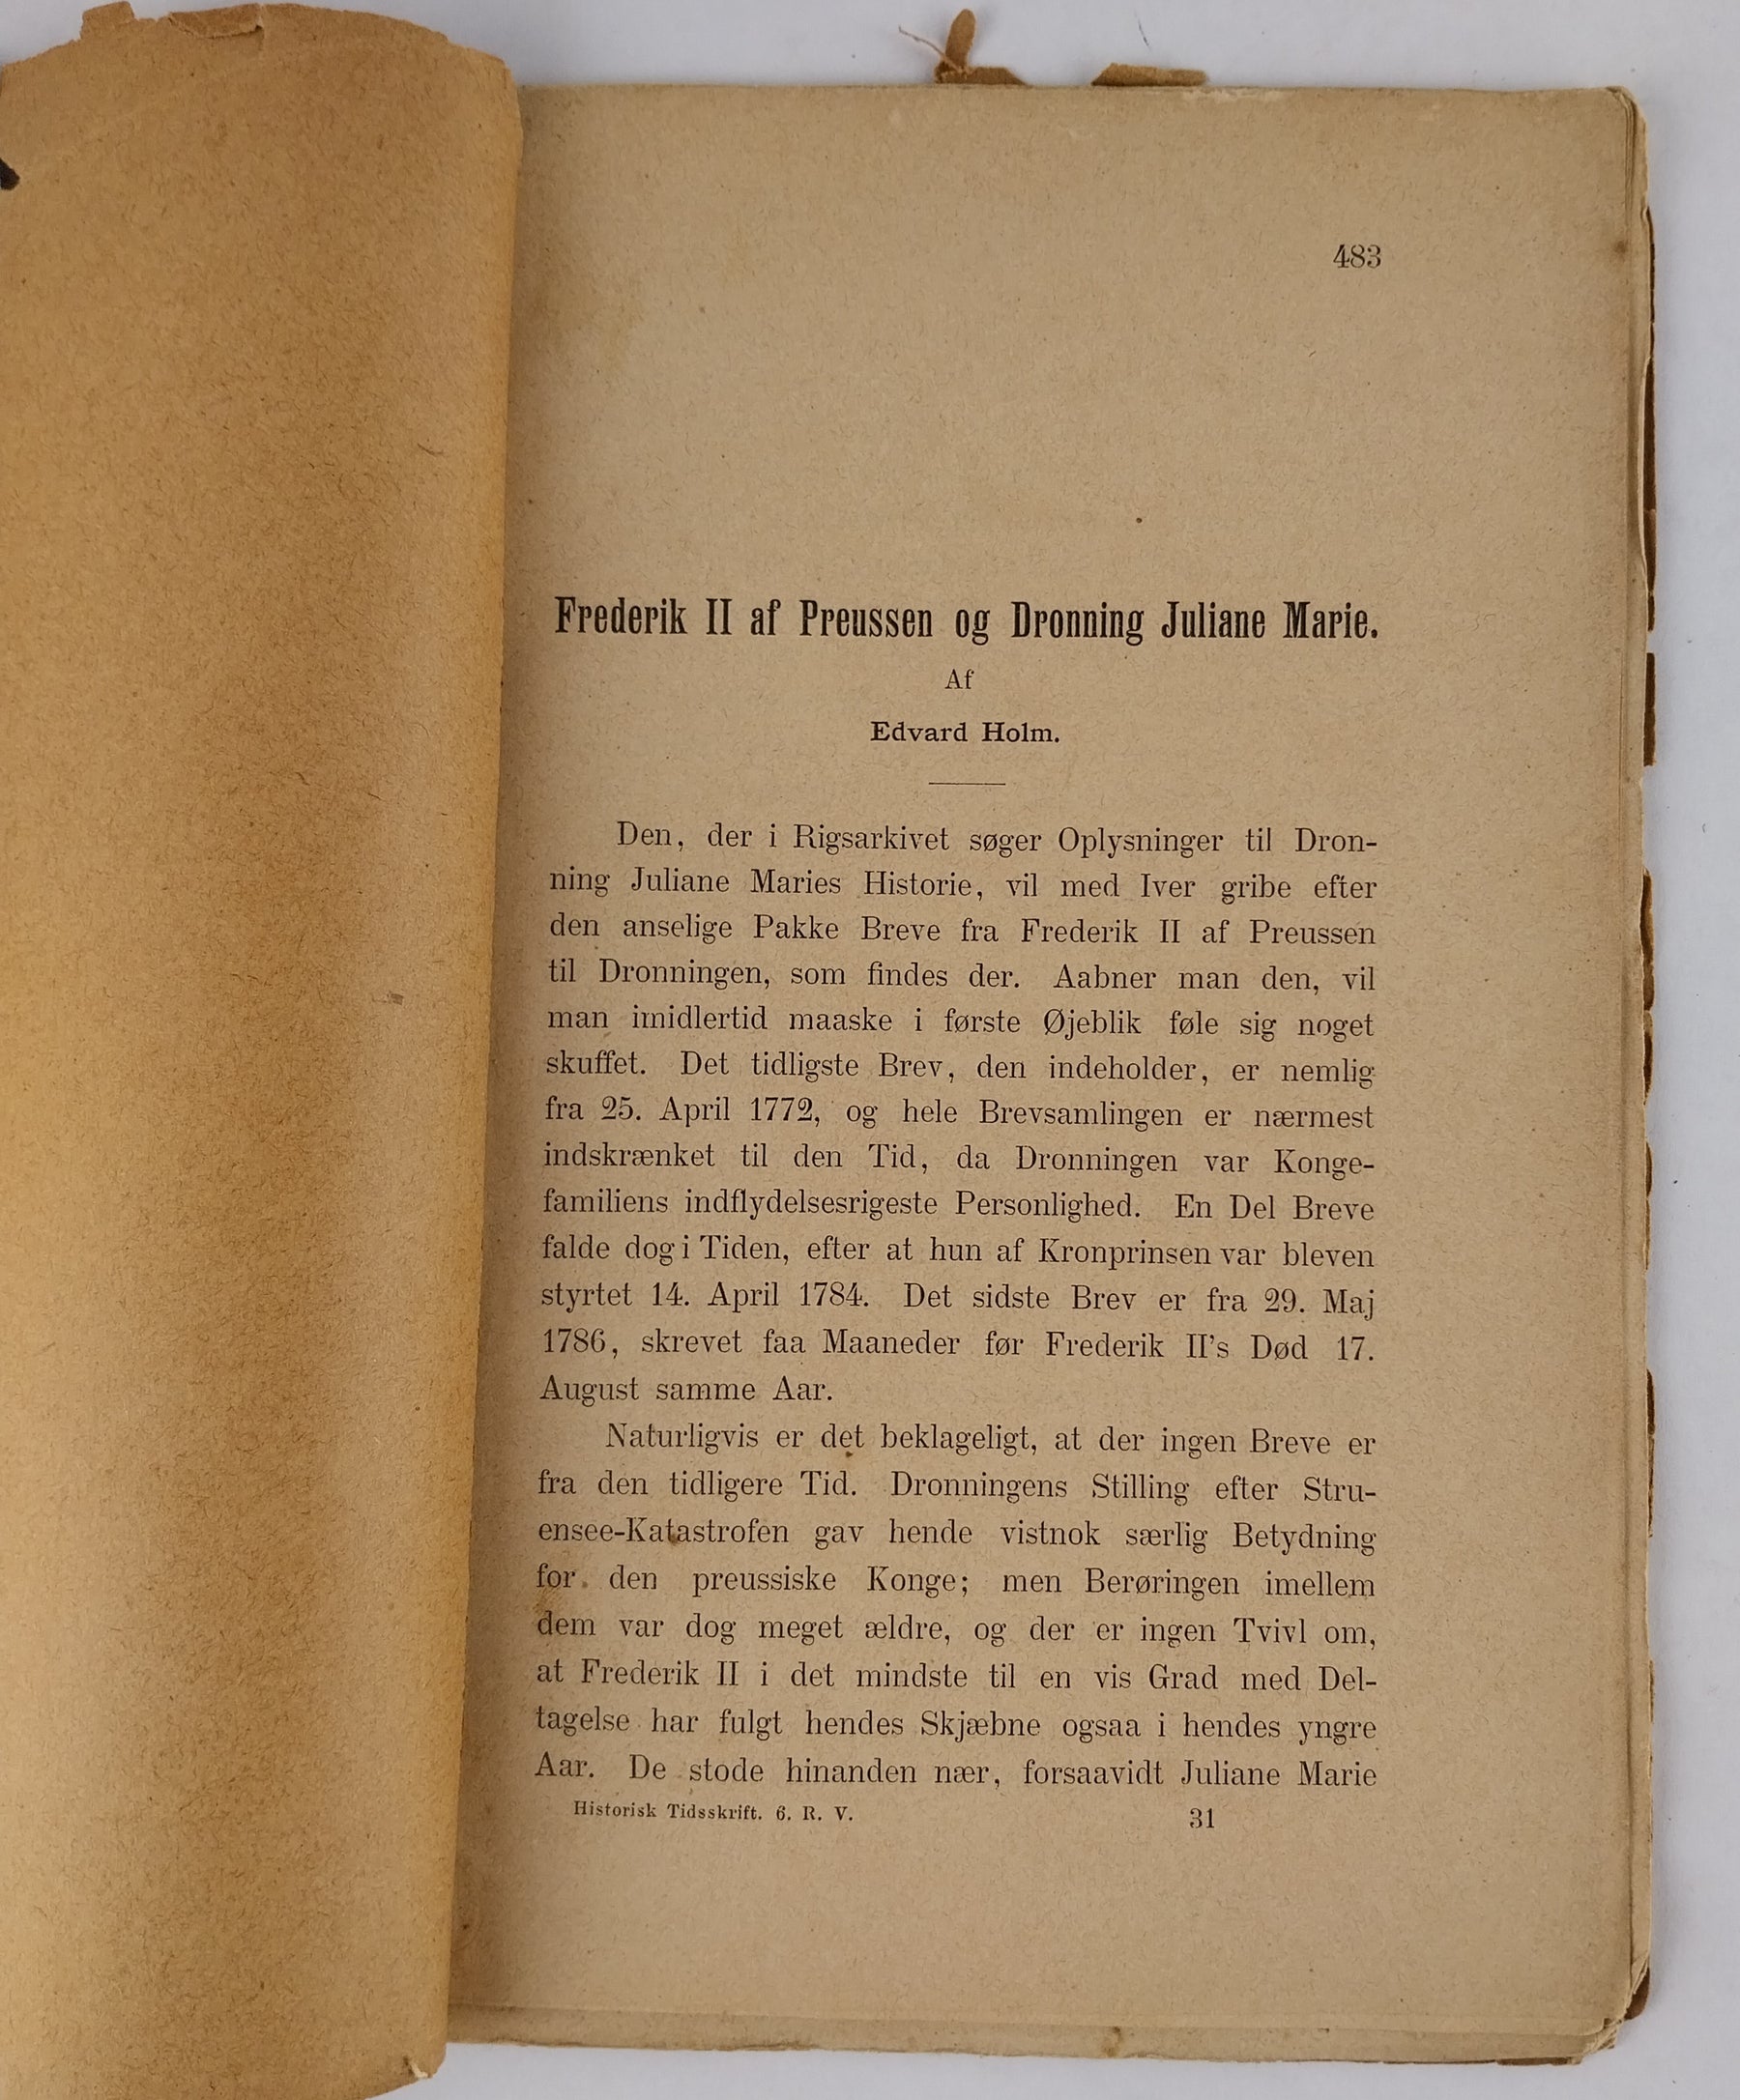 483
Frederik II af Preussen og Dronning Juliane Marie.
Af
Edvard Holm.
Den, der i Rigsarkivet søger Oplysninger til Dron-
ning Juliane Maries Historie, vil med Iver gribe efter
den anselige Pakke Breve fra Frederik II af Preussen
til Dronningen, som findes der. Aabner man den, vil
man imidlertid maaske i første Øjeblik føle sig noget
skuffet. Det tidligste Brev, den indeholder, er nemlig
fra 25. April 1772, og hele Brevsamlingen er nærmest
indskrænket til den Tid, da Dronningen var Konge-
familiens indflydelsesrigeste Personlighed. En Del Breve
falde dog i Tiden, efter at hun af Kronprinsen var bleven
styrtet 14. April 1784. Det sidste Brev er fra 29. Maj
1786, skrevet faa Maaneder før Frederik II's Død 17.
August samme Aar.
Naturligvis er det beklageligt, at der ingen Breve er
fra den tidligere Tid. Dronningens Stilling efter Stru-
ensee-Katastrofen gav hende vistnok særlig Betydning
for den preussiske Konge; men Berøringen imellem
dem var dog meget ældre, og der er ingen Tvivl om,
at Frederik II i det mindste til en vis Grad med Del-
tagelse har fulgt hendes Skjæbne ogsaa i hendes yngre
Aar. De stode hinanden nær, forsaavidt Juliane Marie
Historisk Tidsskrift. 6. R. V. 31